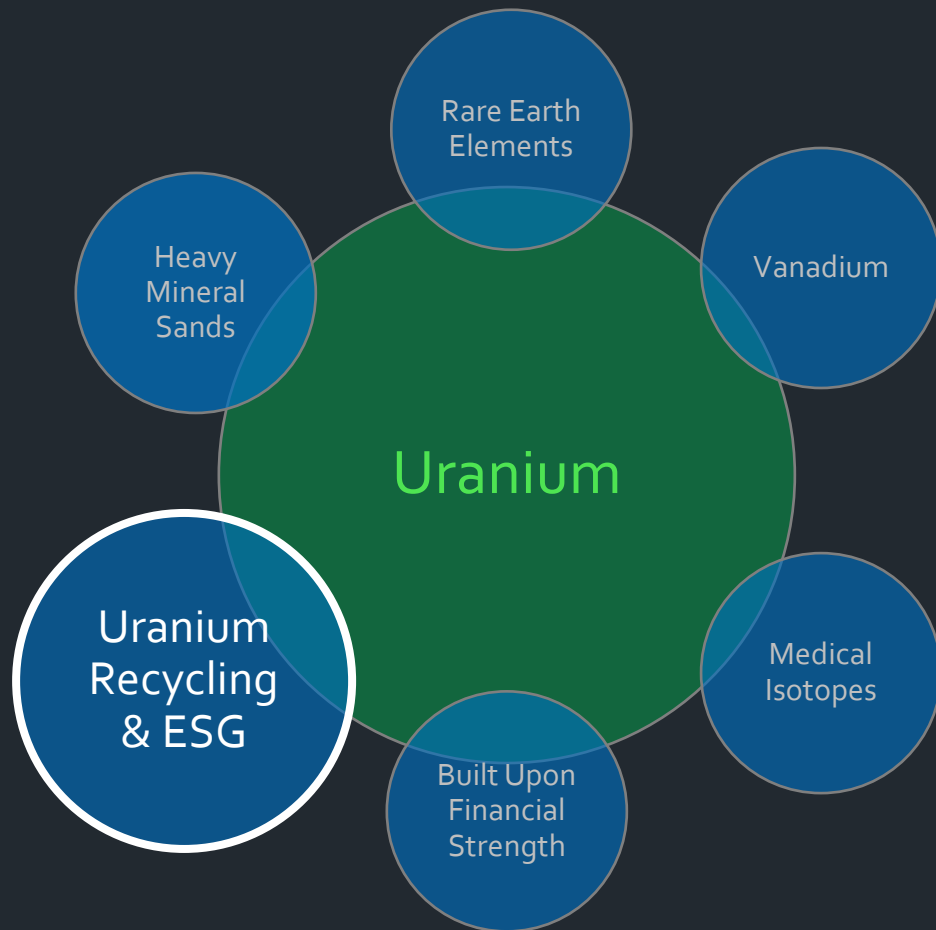 Rare Earth
Elements
Heavy
Mineral
Sands
Vanadium
Uranium
Uranium
Recycling
& ESG
Medical
Isotopes
Built Upon
Financial
Strength